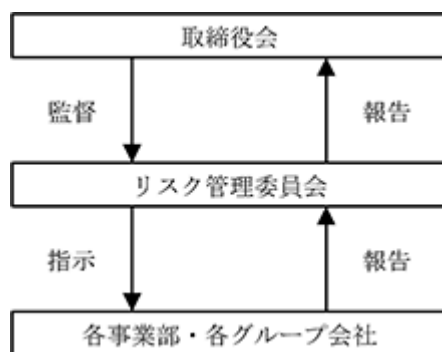 取締役会
監督
報告
リスク管理委員会
指示
報告
各事業部・各グループ会社